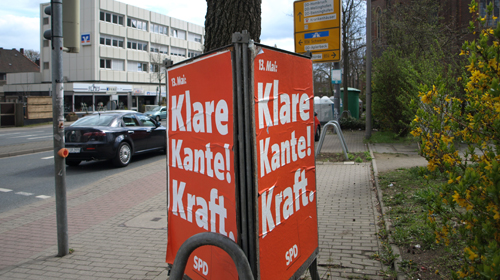 13. Mai:
Klare
Kante!
Kraft.
SPD
13. Mai:
Klare
Kante!
Kraft.
SPD